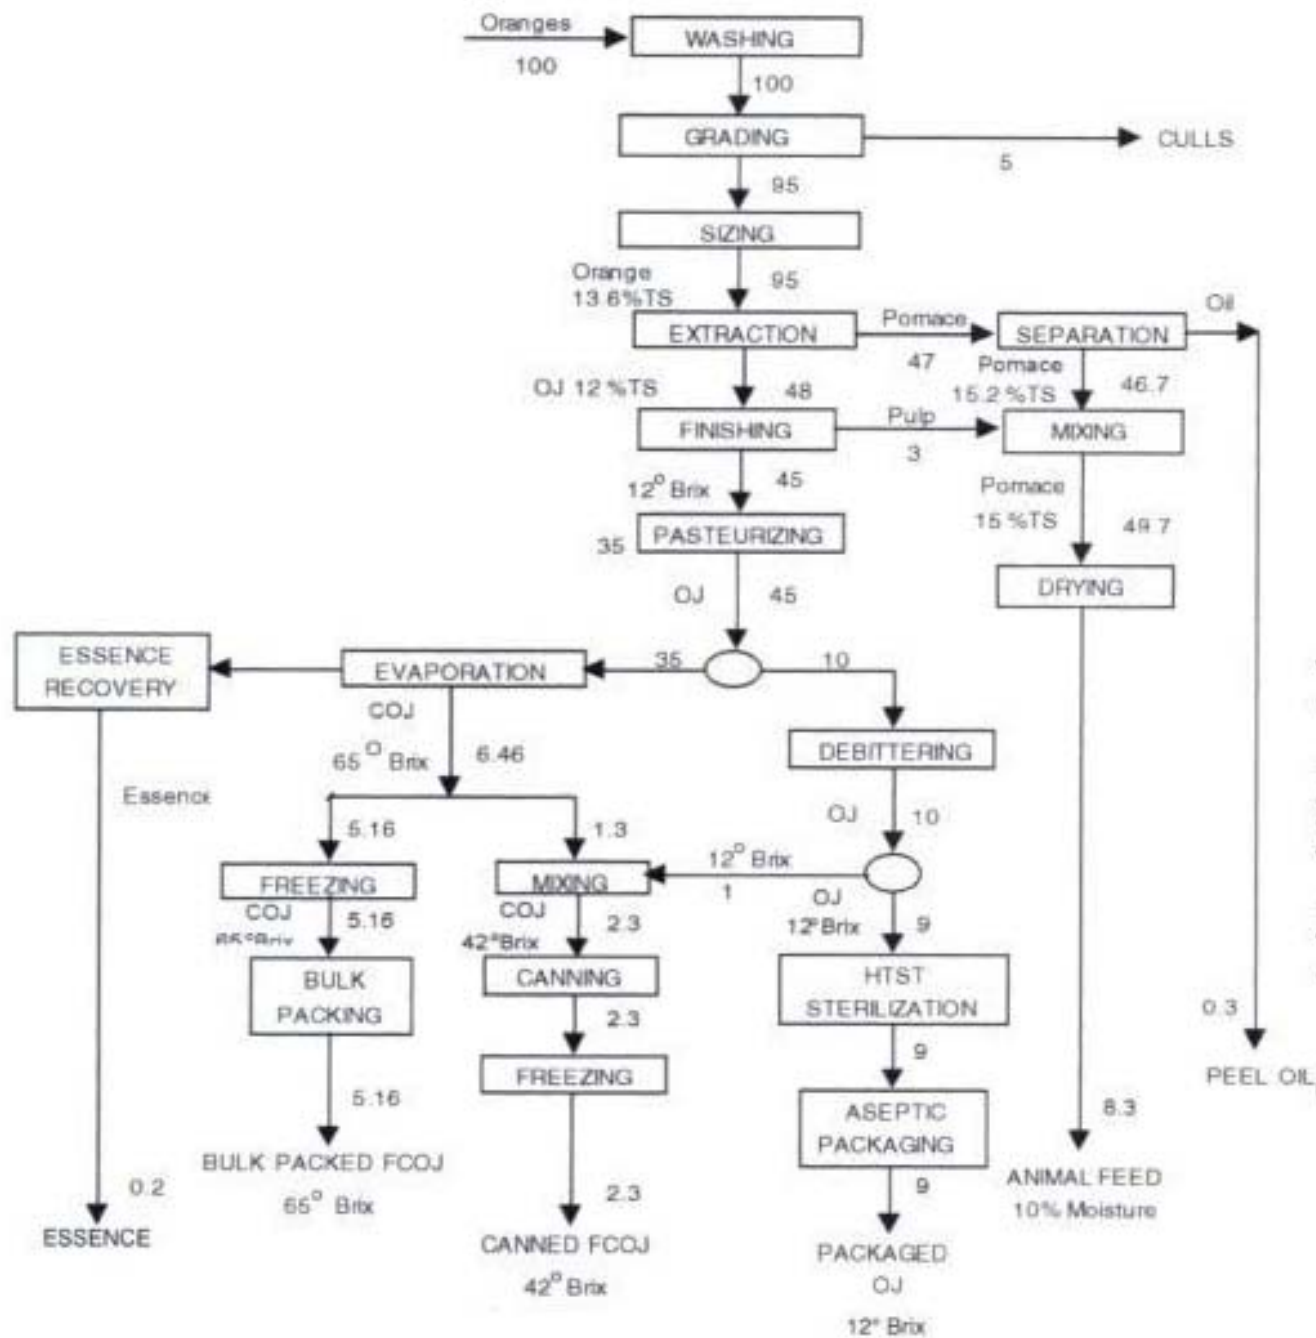 Oranges
WASHING
100
100
GRADING
CULLS
5
95
SIZING
Orange
13.6%TS
95
Oil
EXTRACTION
Pomace
SEPARATION
47
Pomace
15.2 %TS
46.7
OJ 12 %TS
48
FINISHING
Pulp
MIXING
3
12° Brix
45
Pomace
15 %TS
49.7
35
PASTEURIZING
DRYING
OJ
45
ESSENCE
RECOVERY
EVAPORATION
35
10
COJ
65° Brix
6.46
DEBITTERING
Essence
OJ
10
5.16
1.3
12° Brix
1
FREEZING
MIXING
COJ
65°Brix
5.16
COJ
42°Brix
2.3
OJ
12°Brix
9
BULK
PACKING
CANNING
HTST
STERILIZATION
2.3
9
0.3
FREEZING
PEEL OIL
5.16
ASEPTIC
PACKAGING
8.3
BULK PACKED FCOJ
65° Brix
0.2
2.3
9
ANIMAL FEED
10% Moisture
ESSENCE
CANNED FCOJ
42° Brix
PACKAGED
OJ
12° Brix